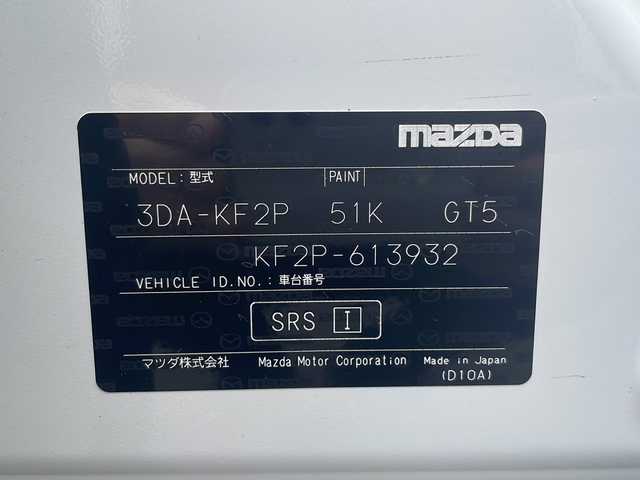 mazda
MODEL: 型式 PAINT
3DA-KF2P 51K GT5
KF2P-613932
VEHICLE ID.NO.: 車台番号
SRS I
マツダ株式会社 Mazda Motor Corporation Made in Japan
(D10A)